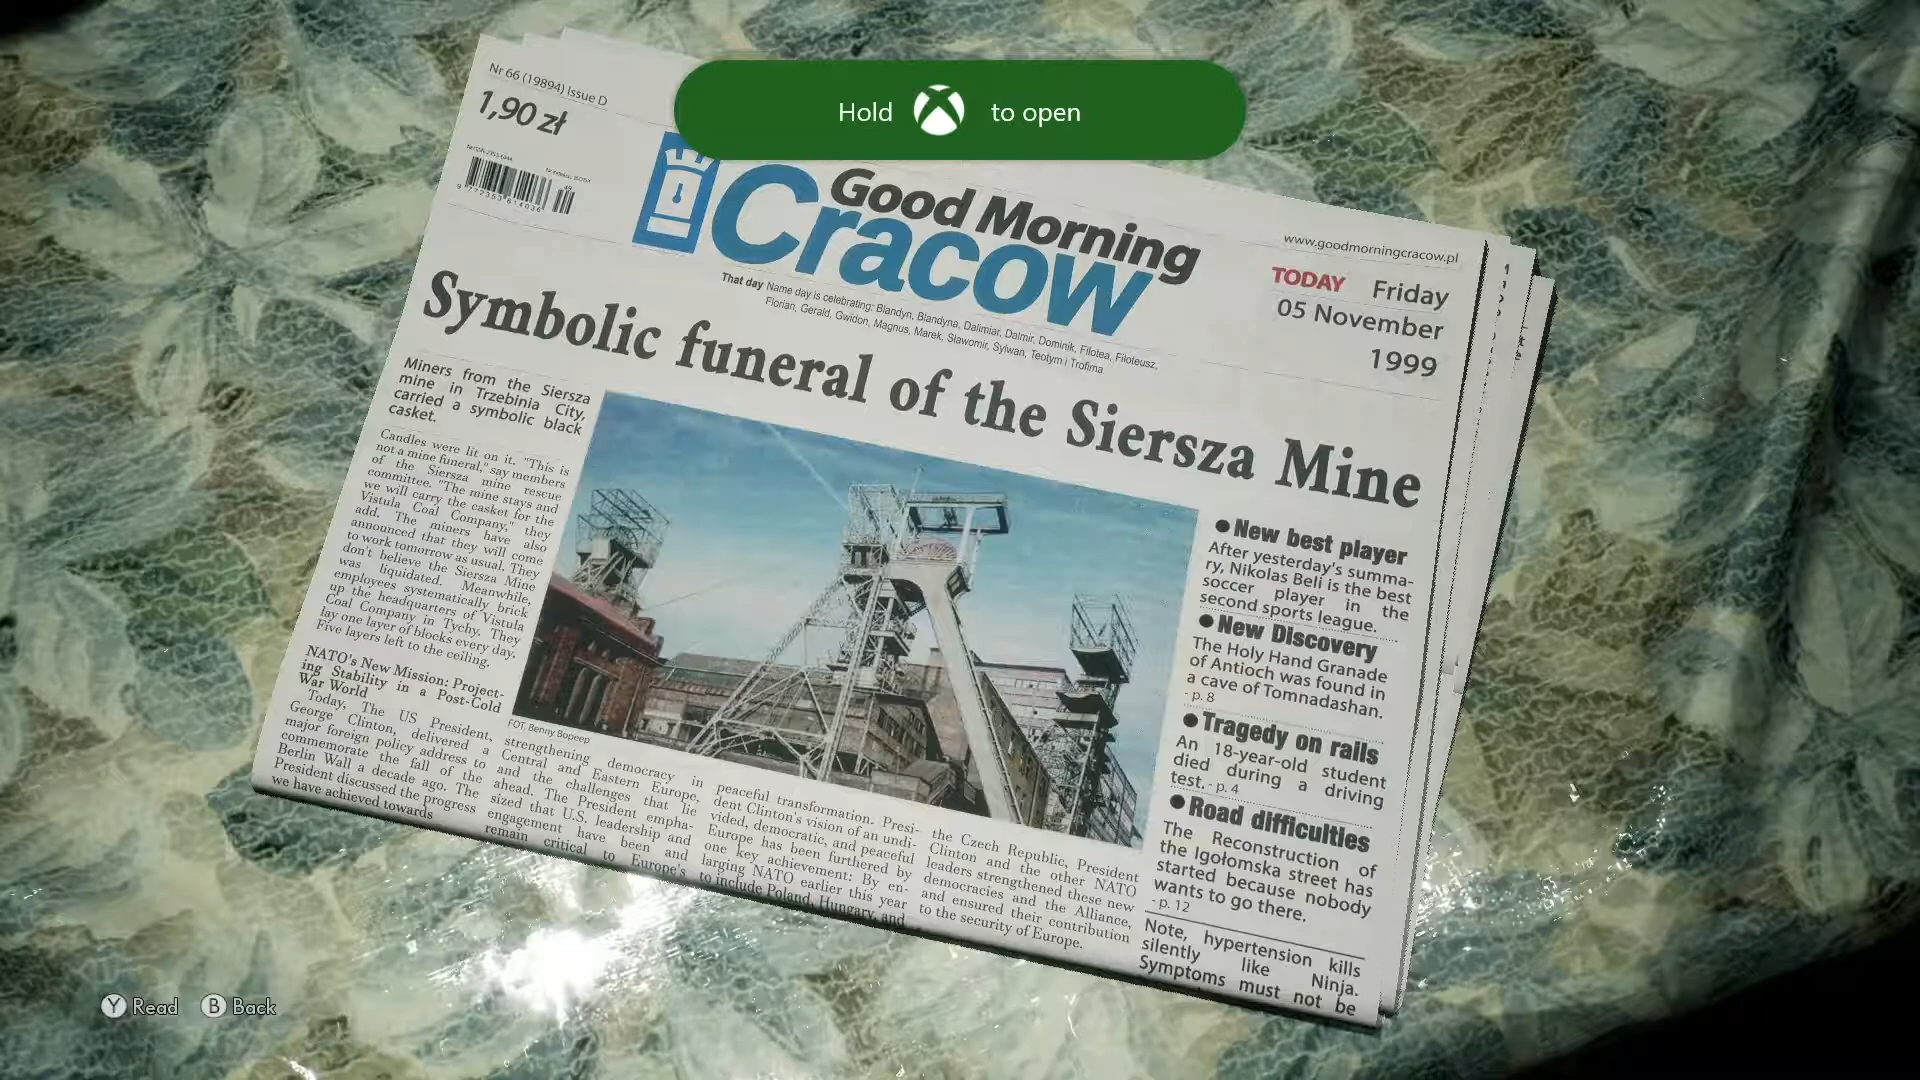 Hold to open
Nr 66 (19894) Issue D
1,90 zł
Good Morning
Cracow
www.goodmorningcracow.pl
TODAY Friday
05 November
1999
That day Name day is celebrating: Blandyn, Blandyna, Dalimiar, Dalmir, Dominik, Filotea, Filoteusz,
Florian, Gerald, Gwidon, Magnus, Marek, Sławomir, Sylwan, Teotym i Trofima
Symbolic funeral of the Siersza Mine
Miners from the Siersza
mine in Trzebinia City,
carried a symbolic black
casket.
Candles were lit on it. "This is
not a mine funeral," say members
of the Siersza mine rescue
committee. "The mine stays and
we will carry the casket for the
Vistula Coal Company," they
add. The miners have also
announced that they will come
to work tomorrow as usual. They
don't believe the Siersza Mine
was liquidated. Meanwhile,
employees systematically brick
up the headquarters of Vistula
Coal Company in Tychy. They
lay one layer of blocks every day.
Five layers left to the ceiling.
NATO's New Mission: Project-
ing Stability in a Post-Cold
War World
Today, The US President,
George Clinton, delivered a
major foreign policy address to
commemorate the fall of the
Berlin Wall a decade ago. The
President discussed the progress
we have achieved towards
FOT. Benny Bopeep
strengthening democracy in
Central and Eastern Europe,
and the challenges that lie
ahead. The President empha-
sized that U.S. leadership and
engagement have been and
remain critical to Europe's
peaceful transformation. Presi-
dent Clinton's vision of an undi-
vided, democratic, and peaceful
Europe has been furthered by
one key achievement: By en-
larging NATO earlier this year
to include Poland, Hungary, and
the Czech Republic, President
Clinton and the other NATO
leaders strengthened these new
democracies and the Alliance,
and ensured their contribution
to the security of Europe.
● New best player
After yesterday's summa-
ry, Nikolas Beli is the best
soccer player in the
second sports league.
● New Discovery
The Holy Hand Granade
of Antioch was found in
a cave of Tomnadashan.
- p. 8
● Tragedy on rails
An 18-year-old student
died during a driving
test. - p. 4
● Road difficulties
The Reconstruction of
the Igołomska street has
started because nobody
wants to go there.
- p. 12
Note, hypertension kills
silently like Ninja.
Symptoms must not be
Y Read B Back